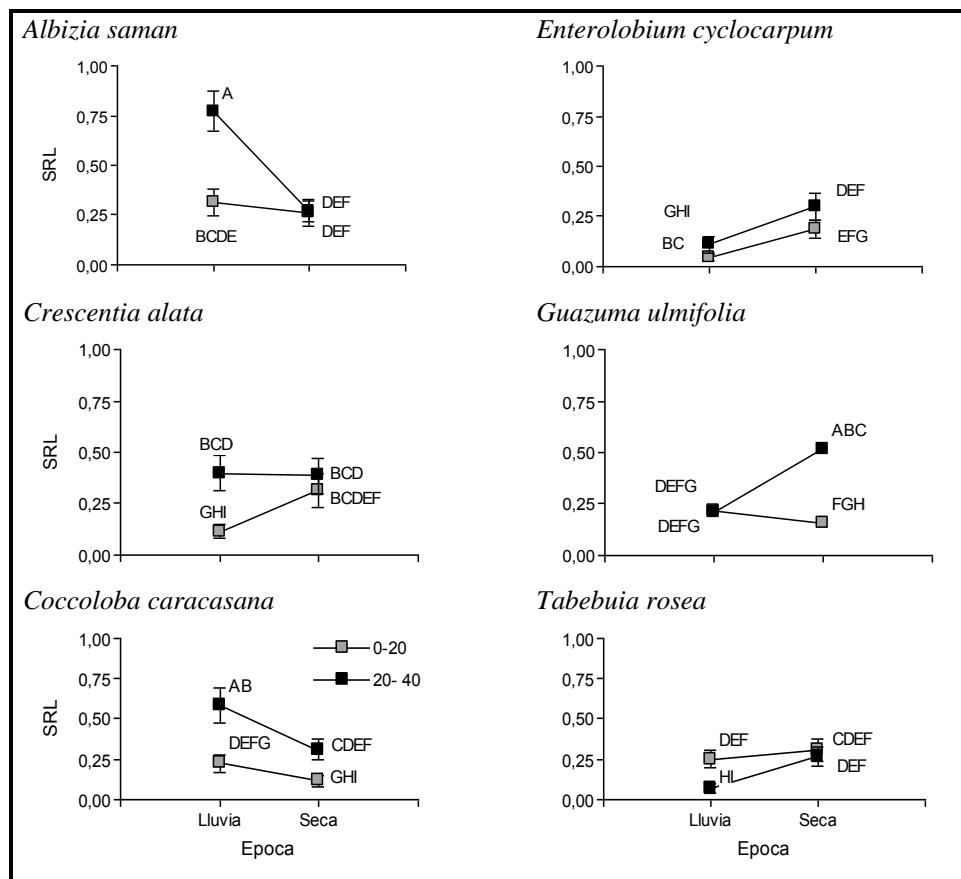 Albizia saman
1,00
0,75
0,50
0,25
0,00
SRL
A
BCDE
DEF
DEF
Enterolobium cyclocarpum
1,00
0,75
0,50
0,25
0,00
GHI
BC
DEF
EFG
Crescentia alata
1,00
0,75
0,50
0,25
0,00
SRL
BCD
GHI
BCD
BCDEF
Guazuma ulmifolia
1,00
0,75
0,50
0,25
0,00
DEFG
DEFG
ABC
FGH
Coccoloba caracasana
1,00
0,75
0,50
0,25
0,00
SRL
0-20
20- 40
AB
DEFG
CDEF
GHI
Lluvia Seca
Epoca
Tabebuia rosea
1,00
0,75
0,50
0,25
0,00
DEF
HI
CDEF
DEF
Lluvia Seca
Epoca